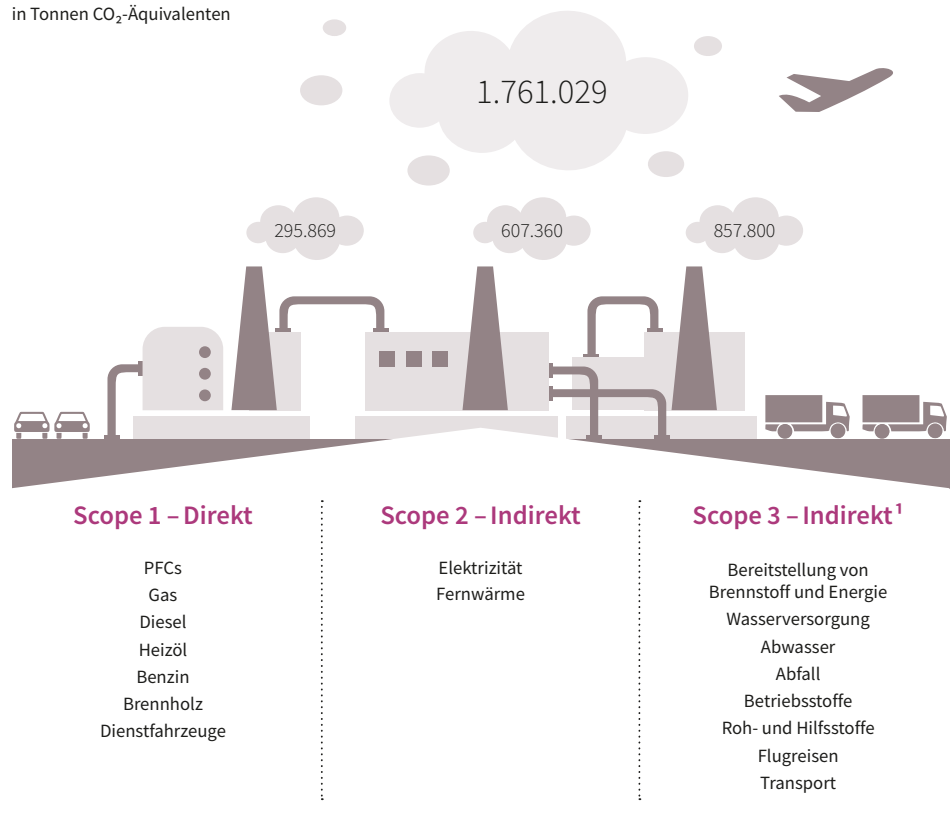 in Tonnen CO₂-Äquivalenten
1.761.029
295.869
607.360
857.800
Scope 1 – Direkt
PFCs
Gas
Diesel
Heizöl
Benzin
Brennholz
Dienstfahrzeuge
Scope 2 – Indirekt
Elektrizität
Fernwärme
Scope 3 – Indirekt¹
Bereitstellung von
Brennstoff und Energie
Wasserversorgung
Abwasser
Abfall
Betriebsstoffe
Roh- und Hilfsstoffe
Flugreisen
Transport